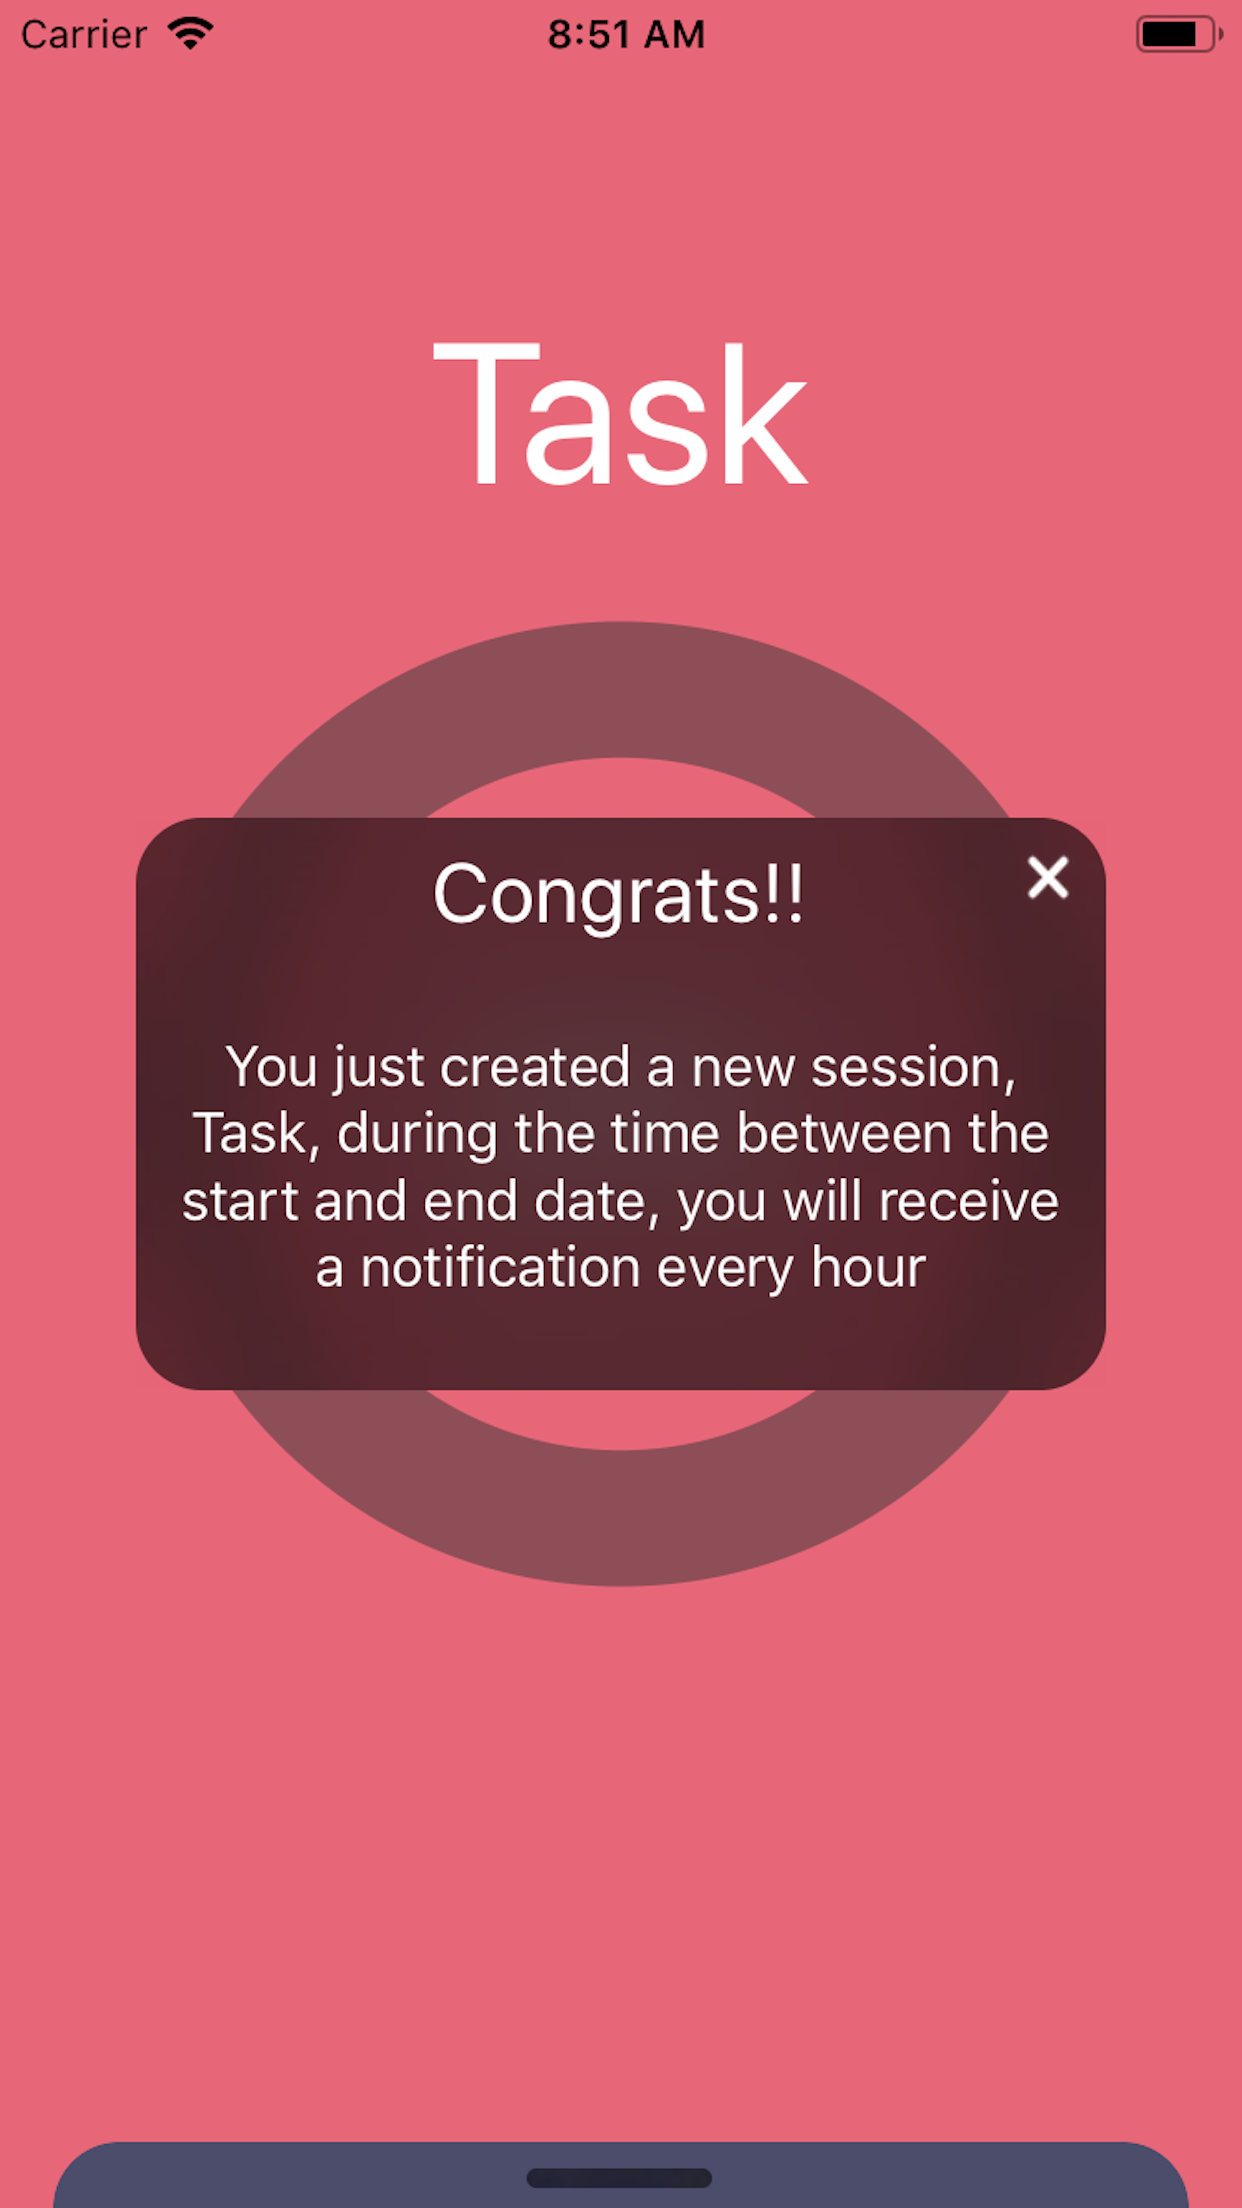 Carrier 8:51 AM
Task
Congrats!!
You just created a new session,
Task, during the time between the
start and end date, you will receive
a notification every hour